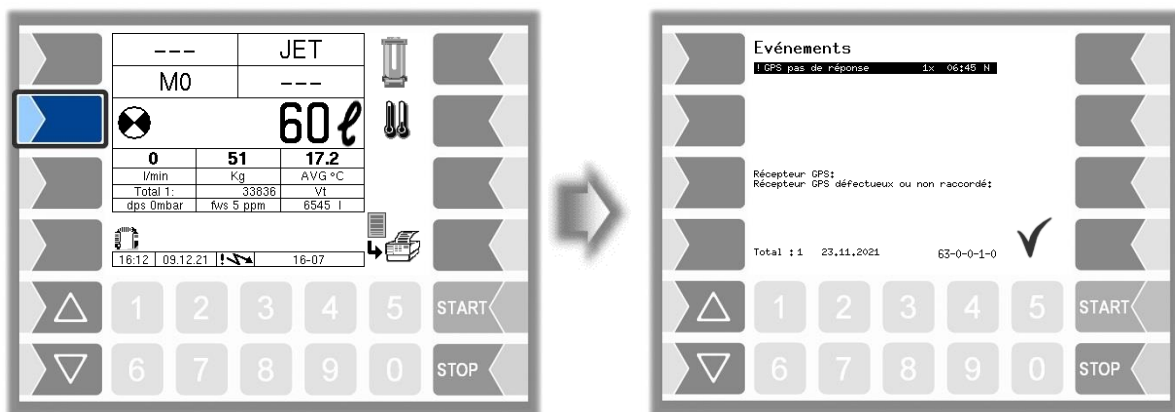 --- JET
M0 ---
60 ℓ
0 51 17.2
l/min Kg AVG °C
Total 1: 33836 Vt
dps 0mbar fws 5 ppm 6545 l
16:12 09.12.21 ! 16-07
1 2 3 4 5 START
6 7 8 9 0 STOP
Evénements
! GPS pas de réponse 1x 06:45 N
Récepteur GPS:
Récepteur GPS défectueux ou non raccordé:
Total :1 23.11.2021 63-0-0-1-0
1 2 3 4 5 START
6 7 8 9 0 STOP